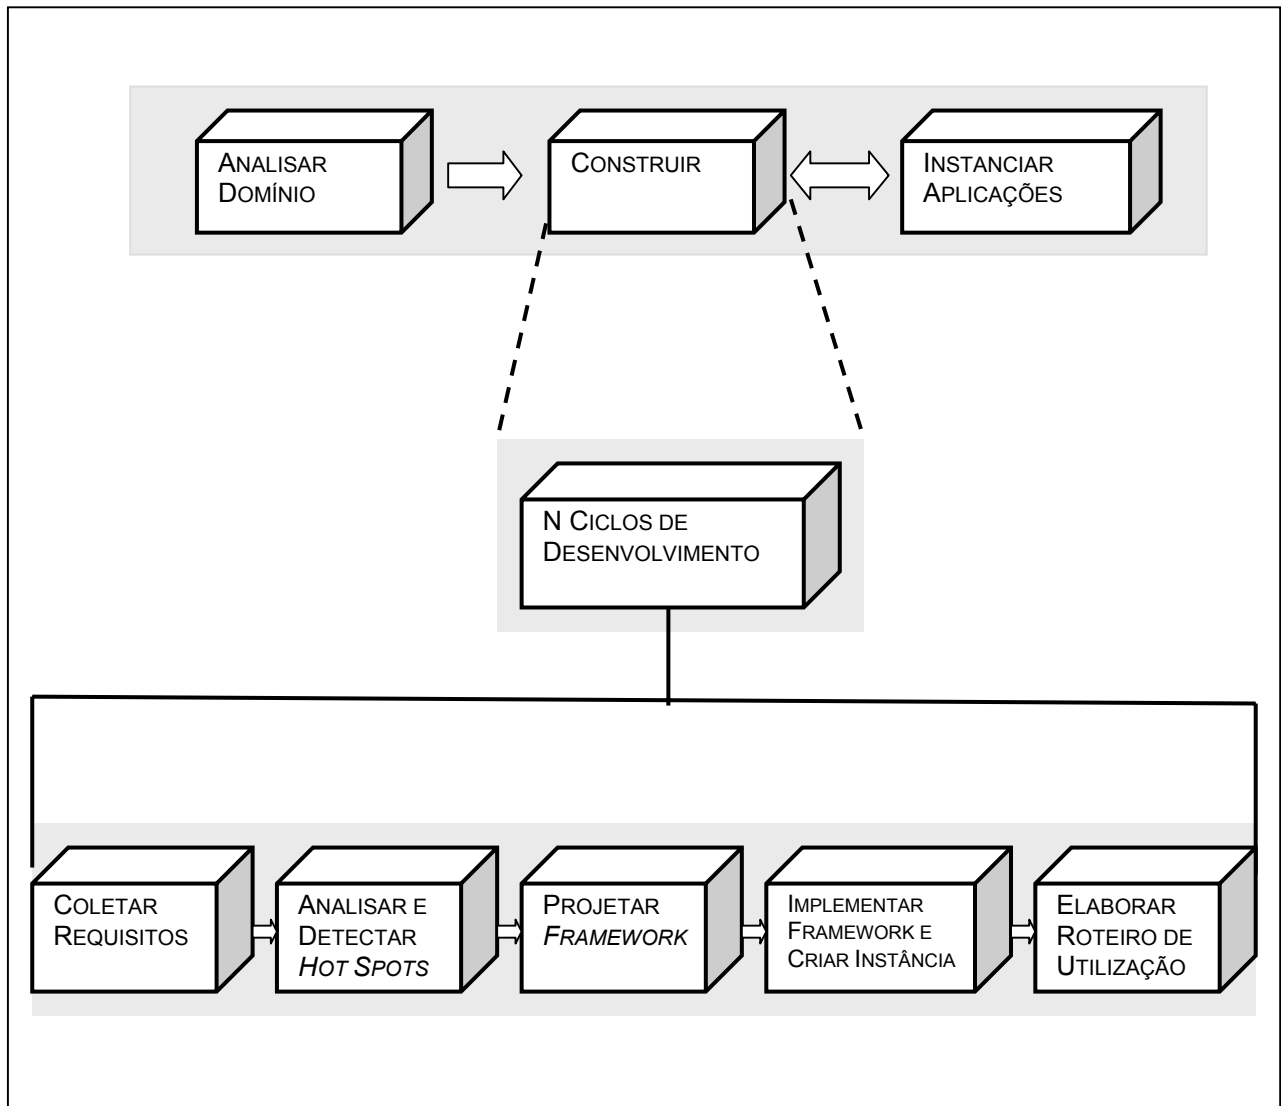 ANALISAR
DOMÍNIO
CONSTRUIR
INSTANCIAR
APLICAÇÕES
N CICLOS DE
DESENVOLVIMENTO
COLETAR
REQUISITOS
ANALISAR E
DETECTAR
HOT SPOTS
PROJETAR
FRAMEWORK
IMPLEMENTAR
FRAMEWORK E
CRIAR INSTÂNCIA
ELABORAR
ROTEIRO DE
UTILIZAÇÃO